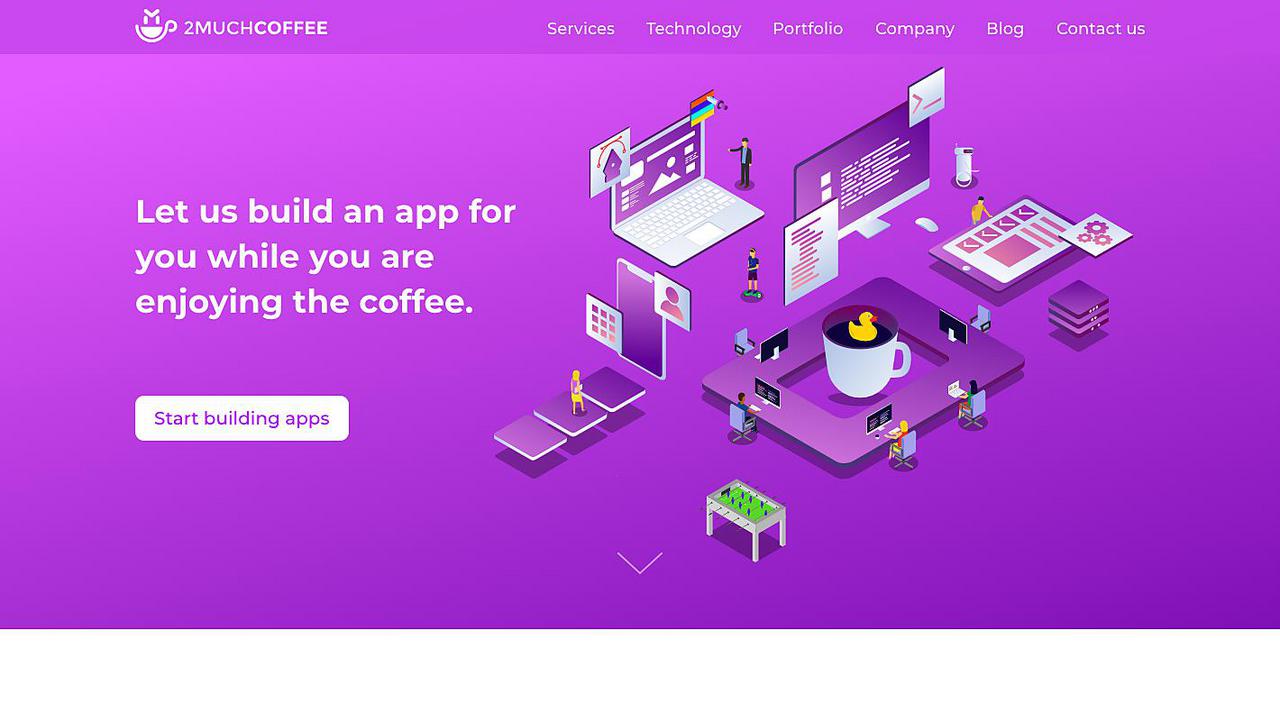 2MUCHCOFFEE
Services
Technology
Portfolio
Company
Blog
Contact us
Let us build an app for
you while you are
enjoying the coffee.
Start building apps